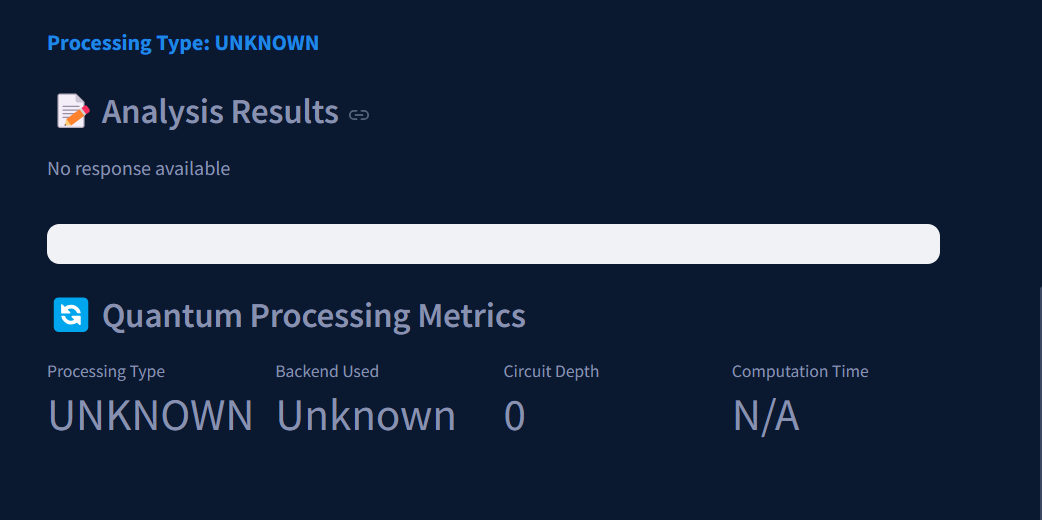 Processing Type: UNKNOWN
Analysis Results
No response available
Quantum Processing Metrics
Processing Type Backend Used Circuit Depth Computation Time
UNKNOWN Unknown 0 N/A